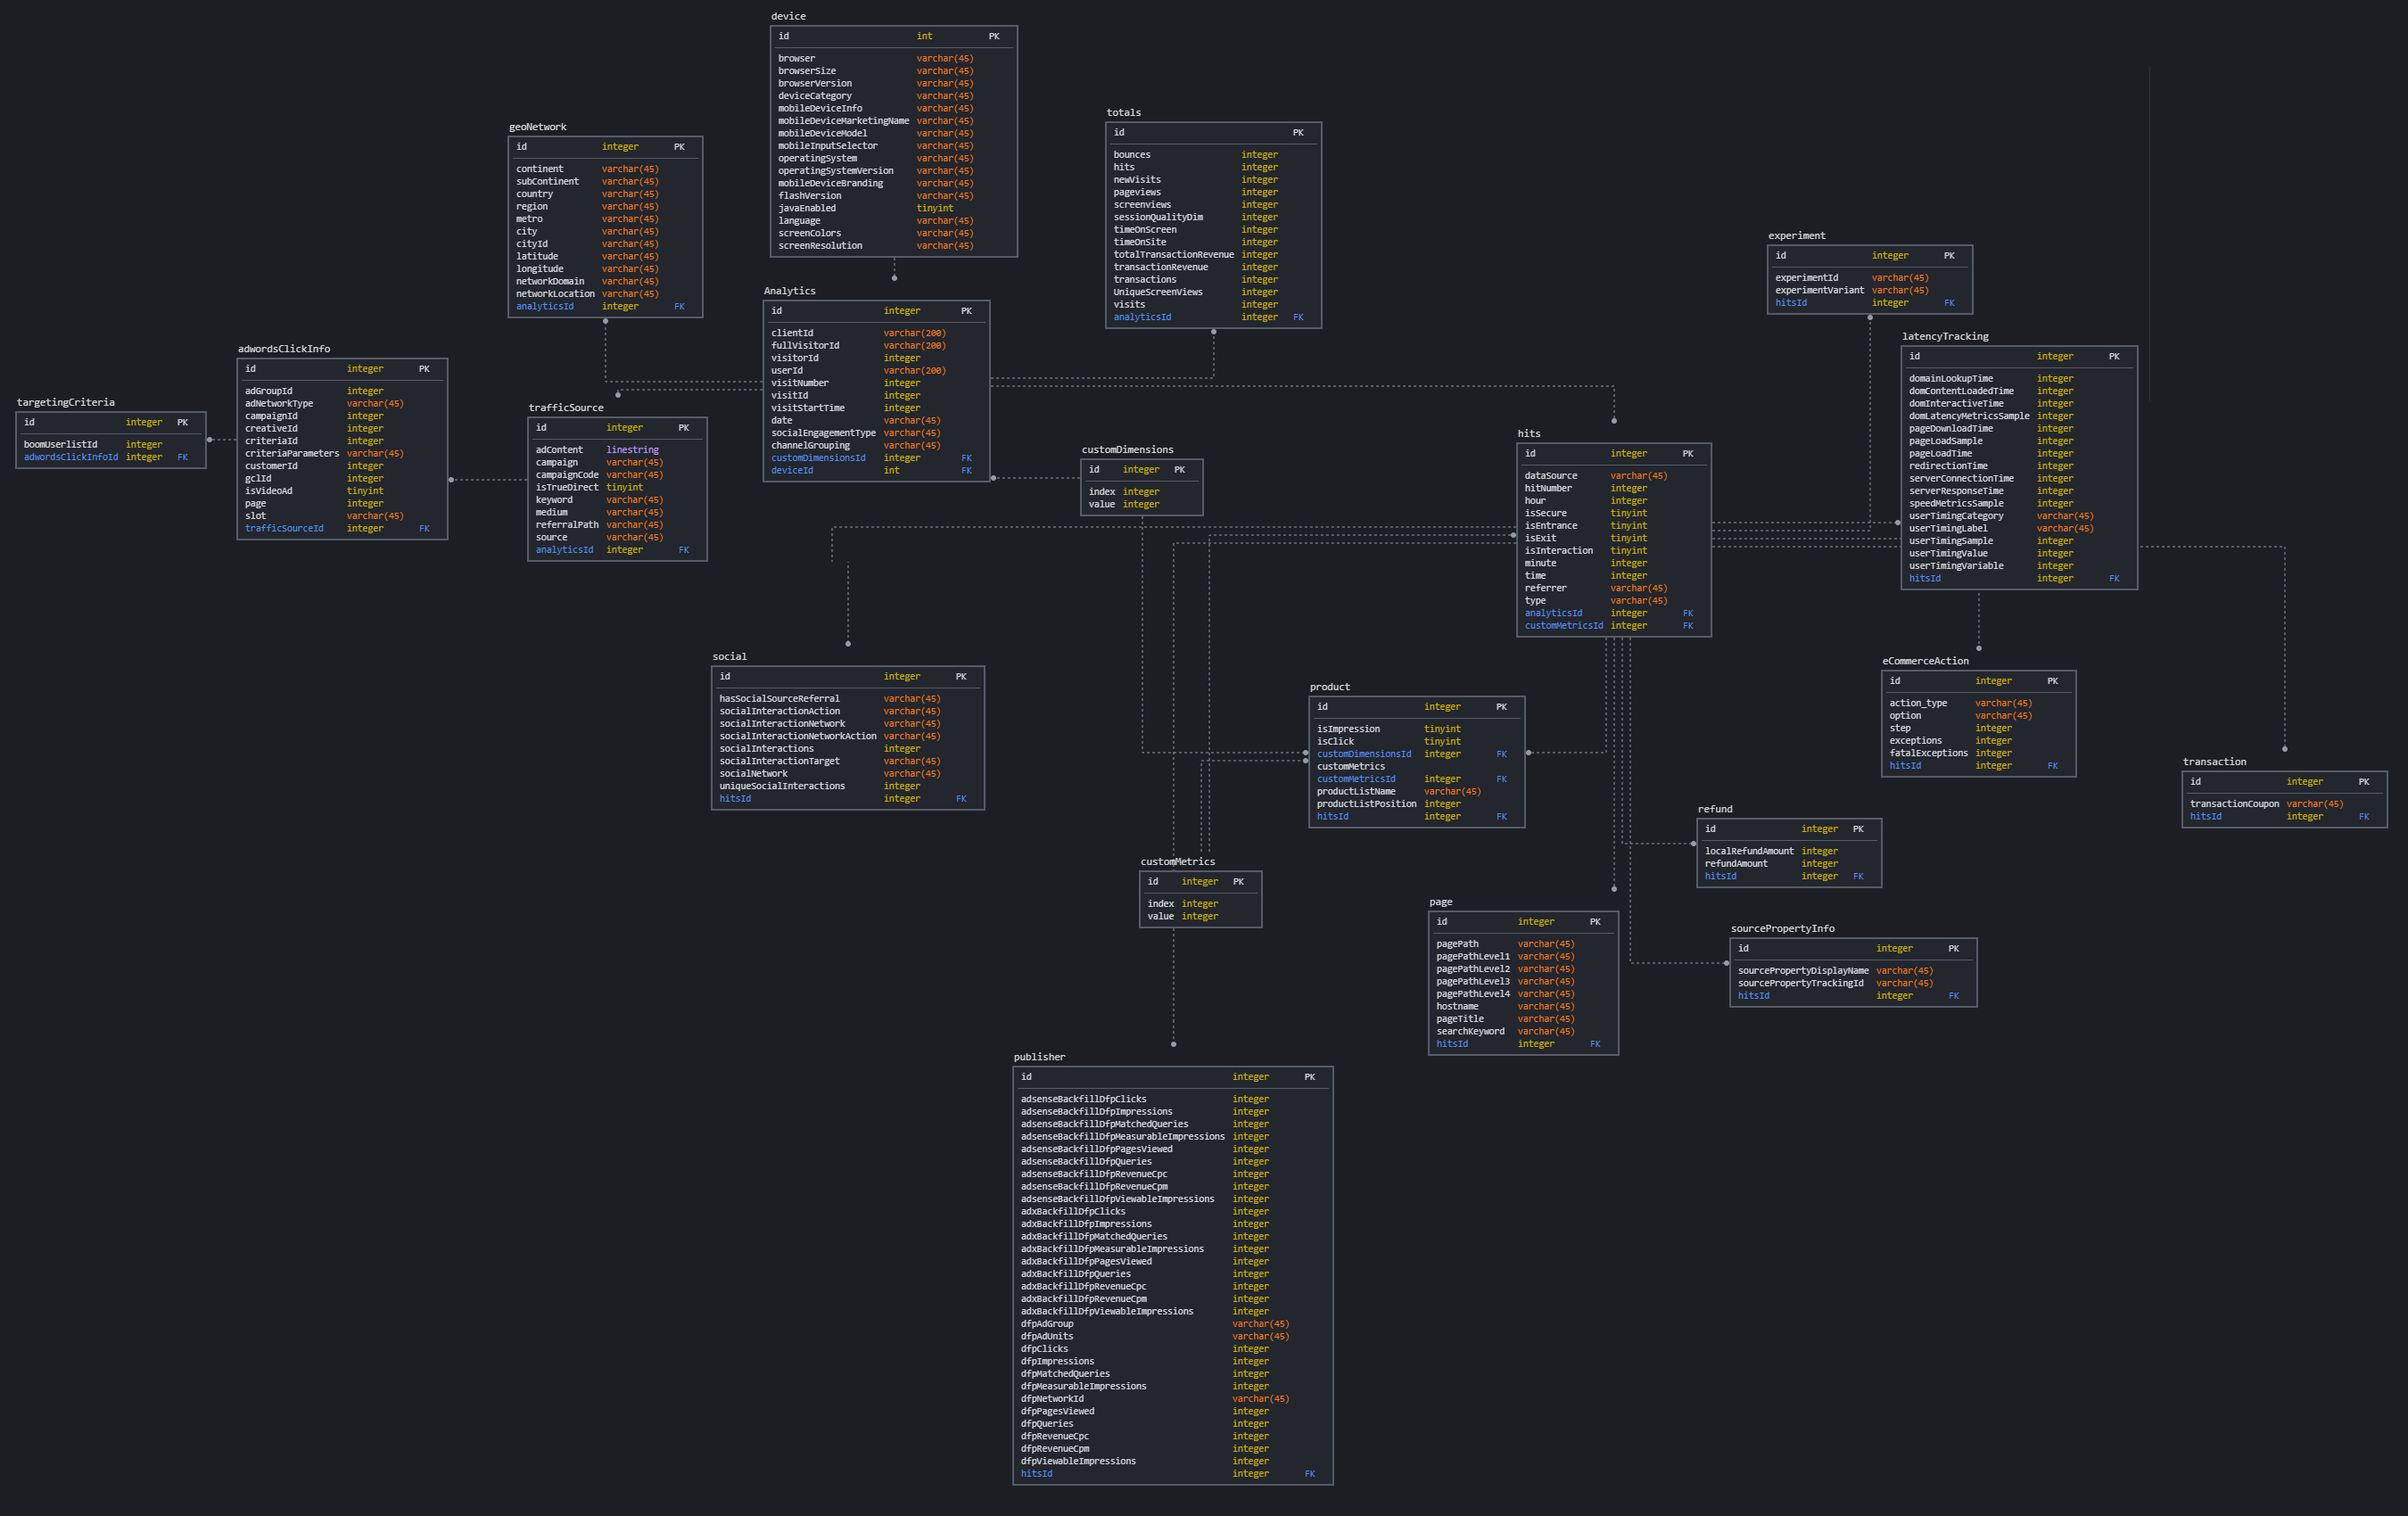 device
id int PK
browser varchar(45)
browserSize varchar(45)
browserVersion varchar(45)
deviceCategory varchar(45)
mobileDeviceInfo varchar(45)
mobileDeviceMarketingName varchar(45)
mobileDeviceModel varchar(45)
mobileInputSelector varchar(45)
operatingSystem varchar(45)
operatingSystemVersion varchar(45)
mobileDeviceBranding varchar(45)
flashVersion varchar(45)
javaEnabled tinyint
language varchar(45)
screenColors varchar(45)
screenResolution varchar(45)
totals
id PK
bounces integer
hits integer
newVisits integer
pageviews integer
screenviews integer
sessionQualityDim integer
timeOnScreen integer
timeOnSite integer
totalTransactionRevenue integer
transactionRevenue integer
transactions integer
UniqueScreenViews integer
visits integer
analyticsId integer FK
geoNetwork
id integer PK
continent varchar(45)
subContinent varchar(45)
country varchar(45)
region varchar(45)
metro varchar(45)
city varchar(45)
cityId varchar(45)
latitude varchar(45)
longitude varchar(45)
networkDomain varchar(45)
networkLocation varchar(45)
analyticsId integer FK
experiment
id integer PK
experimentId varchar(45)
experimentVariant varchar(45)
hitsId integer FK
Analytics
id integer PK
clientId varchar(200)
fullVisitorId varchar(200)
visitorId integer
userId varchar(200)
visitNumber integer
visitId integer
visitStartTime integer
date varchar(45)
socialEngagementType varchar(45)
channelGrouping varchar(45)
customDimensionsId integer FK
deviceId int FK
latencyTracking
id integer PK
domainLookupTime integer
domContentLoadedTime integer
domInteractiveTime integer
domLatencyMetricsSample integer
pageDownloadTime integer
pageLoadSample integer
pageLoadTime integer
redirectionTime integer
serverConnectionTime integer
serverResponseTime integer
speedMetricsSample integer
userTimingCategory varchar(45)
userTimingLabel varchar(45)
userTimingSample integer
userTimingValue integer
userTimingVariable integer
hitsId integer FK
adwordsClickInfo
id integer PK
adGroupId integer
adNetworkType varchar(45)
campaignId integer
creativeId integer
criteriaId integer
criteriaParameters varchar(45)
customerId integer
gclId integer
isVideoAd tinyint
page integer
slot varchar(45)
trafficSourceId integer FK
targetingCriteria
id integer PK
boomUserlistId integer
adwordsClickInfoId integer FK
trafficSource
id integer PK
adContent linestring
campaign varchar(45)
campaignCode varchar(45)
isTrueDirect tinyint
keyword varchar(45)
medium varchar(45)
referralPath varchar(45)
source varchar(45)
analyticsId integer FK
customDimensions
id integer PK
index integer
value integer
hits
id integer PK
dataSource varchar(45)
hitNumber integer
hour integer
isSecure tinyint
isEntrance tinyint
isExit tinyint
isInteraction tinyint
minute integer
time integer
referrer varchar(45)
type varchar(45)
analyticsId integer FK
customMetricsId integer FK
social
id integer PK
hasSocialSourceReferral varchar(45)
socialInteractionAction varchar(45)
socialInteractionNetwork varchar(45)
socialInteractionNetworkAction varchar(45)
socialInteractions integer
socialInteractionTarget varchar(45)
socialNetwork varchar(45)
uniqueSocialInteractions integer
hitsId integer FK
eCommerceAction
id integer PK
action_type varchar(45)
option varchar(45)
step integer
exceptions integer
fatalExceptions integer
hitsId integer FK
product
id integer PK
isImpression tinyint
isClick tinyint
customDimensionsId integer FK
customMetrics
customMetricsId integer FK
productListName varchar(45)
productListPosition integer
hitsId integer FK
transaction
id integer PK
transactionCoupon varchar(45)
hitsId integer FK
refund
id integer PK
localRefundAmount integer
refundAmount integer
hitsId integer FK
customMetrics
id integer PK
index integer
value integer
page
id integer PK
pagePath varchar(45)
pagePathLevel1 varchar(45)
pagePathLevel2 varchar(45)
pagePathLevel3 varchar(45)
pagePathLevel4 varchar(45)
hostname varchar(45)
pageTitle varchar(45)
searchKeyword varchar(45)
hitsId integer FK
sourcePropertyInfo
id integer PK
sourcePropertyDisplayName varchar(45)
sourcePropertyTrackingId varchar(45)
hitsId integer FK
publisher
id integer PK
adsenseBackfillDfpClicks integer
adsenseBackfillDfpImpressions integer
adsenseBackfillDfpMatchedQueries integer
adsenseBackfillDfpMeasurableImpressions integer
adsenseBackfillDfpPagesViewed integer
adsenseBackfillDfpQueries integer
adsenseBackfillDfpRevenueCpc integer
adsenseBackfillDfpRevenueCpm integer
adsenseBackfillDfpViewableImpressions integer
adxBackfillDfpClicks integer
adxBackfillDfpImpressions integer
adxBackfillDfpMatchedQueries integer
adxBackfillDfpMeasurableImpressions integer
adxBackfillDfpPagesViewed integer
adxBackfillDfpQueries integer
adxBackfillDfpRevenueCpc integer
adxBackfillDfpRevenueCpm integer
adxBackfillDfpViewableImpressions integer
dfpAdGroup varchar(45)
dfpAdUnits varchar(45)
dfpClicks integer
dfpImpressions integer
dfpMatchedQueries integer
dfpMeasurableImpressions integer
dfpNetworkId varchar(45)
dfpPagesViewed integer
dfpQueries integer
dfpRevenueCpc integer
dfpRevenueCpm integer
dfpViewableImpressions integer
hitsId integer FK